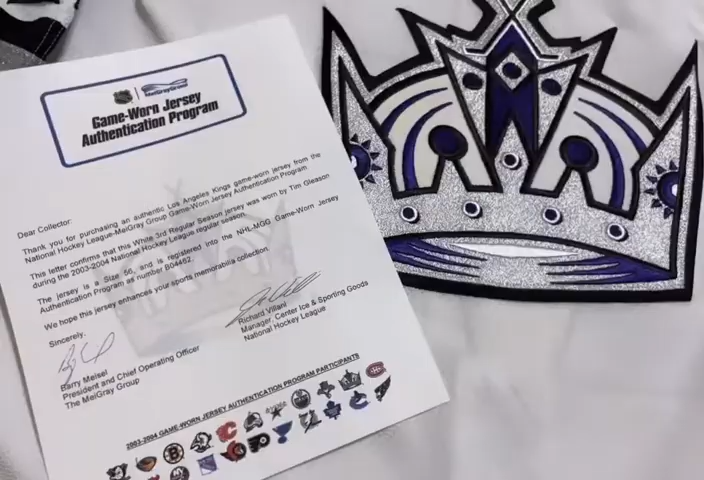 MeiGrayGroup
Game-Worn Jersey
Authentication Program
Dear Collector:
Thank you for purchasing an authentic Los Angeles Kings game-worn jersey from the
National Hockey League-MeiGray Group Game-Worn Jersey Authentication Program
This letter confirms that this White 3rd Regular Season jersey was worn by Tim Gleason
during the 2003-2004 National Hockey League regular season.
The jersey is a Size 56, and is registered into the NHL-MGG Game-Worn Jersey
Authentication Program as number B04462.
We hope this jersey enhances your sports memorabilia collection.
Sincerely,
Barry Meisel
President and Chief Operating Officer
The MeiGray Group
Richard Villani
Manager, Center Ice & Sporting Goods
National Hockey League
2003-2004 GAME-WORN JERSEY AUTHENTICATION PROGRAM PARTICIPANTS